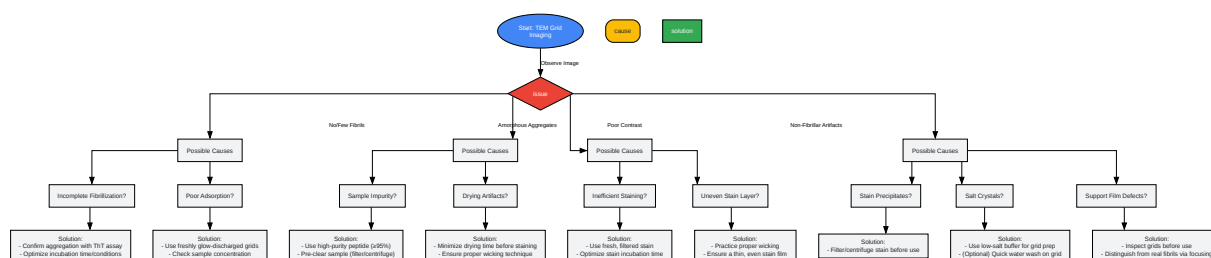 Start: TEM Grid
Imaging
cause
solution
Observe Image
issue
No/Few Fibrils
Amorphous Aggregates
Poor Contrast
Non-Fibrillar Artifacts
Possible Causes
Possible Causes
Possible Causes
Possible Causes
Incomplete Fibrillization?
Poor Adsorption?
Sample Impurity?
Drying Artifacts?
Inefficient Staining?
Uneven Stain Layer?
Stain Precipitates?
Salt Crystals?
Support Film Defects?
Solution:
- Confirm aggregation with ThT assay
- Optimize incubation time/conditions
Solution:
- Use freshly glow-discharged grids
- Check sample concentration
Solution:
- Use high-purity peptide (≥95%)
- Pre-clear sample (filter/centrifuge)
Solution:
- Minimize drying time before staining
- Ensure proper wicking technique
Solution:
- Use fresh, filtered stain
- Optimize stain incubation time
Solution:
- Practice proper wicking
- Ensure a thin, even stain film
Solution:
- Filter/centrifuge stain before use
Solution:
- Use low-salt buffer for grid prep
- (Optional) Quick water wash on grid
Solution:
- Inspect grids before use
- Distinguish from real fibrils via focusing